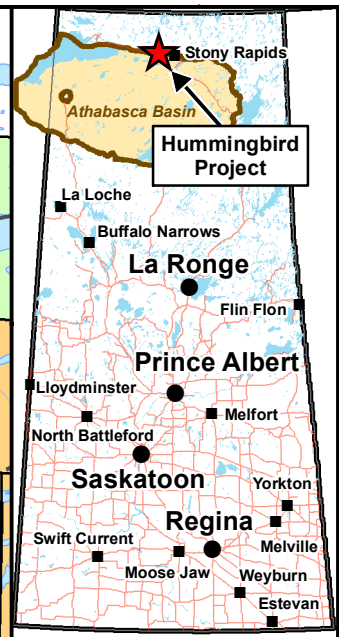 Stony Rapids
Athabasca Basin
Hummingbird
Project
La Loche
Buffalo Narrows
La Ronge
Flin Flon
Prince Albert
Lloydminster
Melfort
North Battleford
Saskatoon
Yorkton
Regina
Swift Current
Melville
Moose Jaw
Weyburn
Estevan